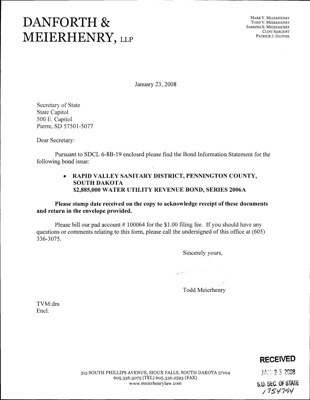 DANFORTH &
MEIERHENRY, LLP
MARK V. MEIERHENRY
TODD V. MEIERHENRY
SABRINA S. MEIERHENRY
CLINT SARGENT
PATRICK J. GLOVER
January 23, 2008
Secretary of State
State Capitol
500 E. Capitol
Pierre, SD 57501-5077
Dear Secretary:
Pursuant to SDCL 6-8B-19 enclosed please find the Bond Information Statement for the
following bond issue:
• RAPID VALLEY SANITARY DISTRICT, PENNINGTON COUNTY,
SOUTH DAKOTA
$2,885,000 WATER UTILITY REVENUE BOND, SERIES 2006A
Please stamp date received on the copy to acknowledge receipt of these documents
and return in the envelope provided.
Please bill our pad account # 100064 for the $1.00 filing fee. If you should have any
questions or comments relating to this form, please call the undersigned of this office at (605)
336-3075.
Sincerely yours,
Todd Meierhenry
TVM:dm
Encl.
315 SOUTH PHILLIPS AVENUE, SIOUX FALLS, SOUTH DAKOTA 57104
605.336.3075 (TEL) 605.336.2593 (FAX)
www.meierhenrylaw.com
RECEIVED
JAN 25 2008
S.D. SEC. OF STATE
1754794